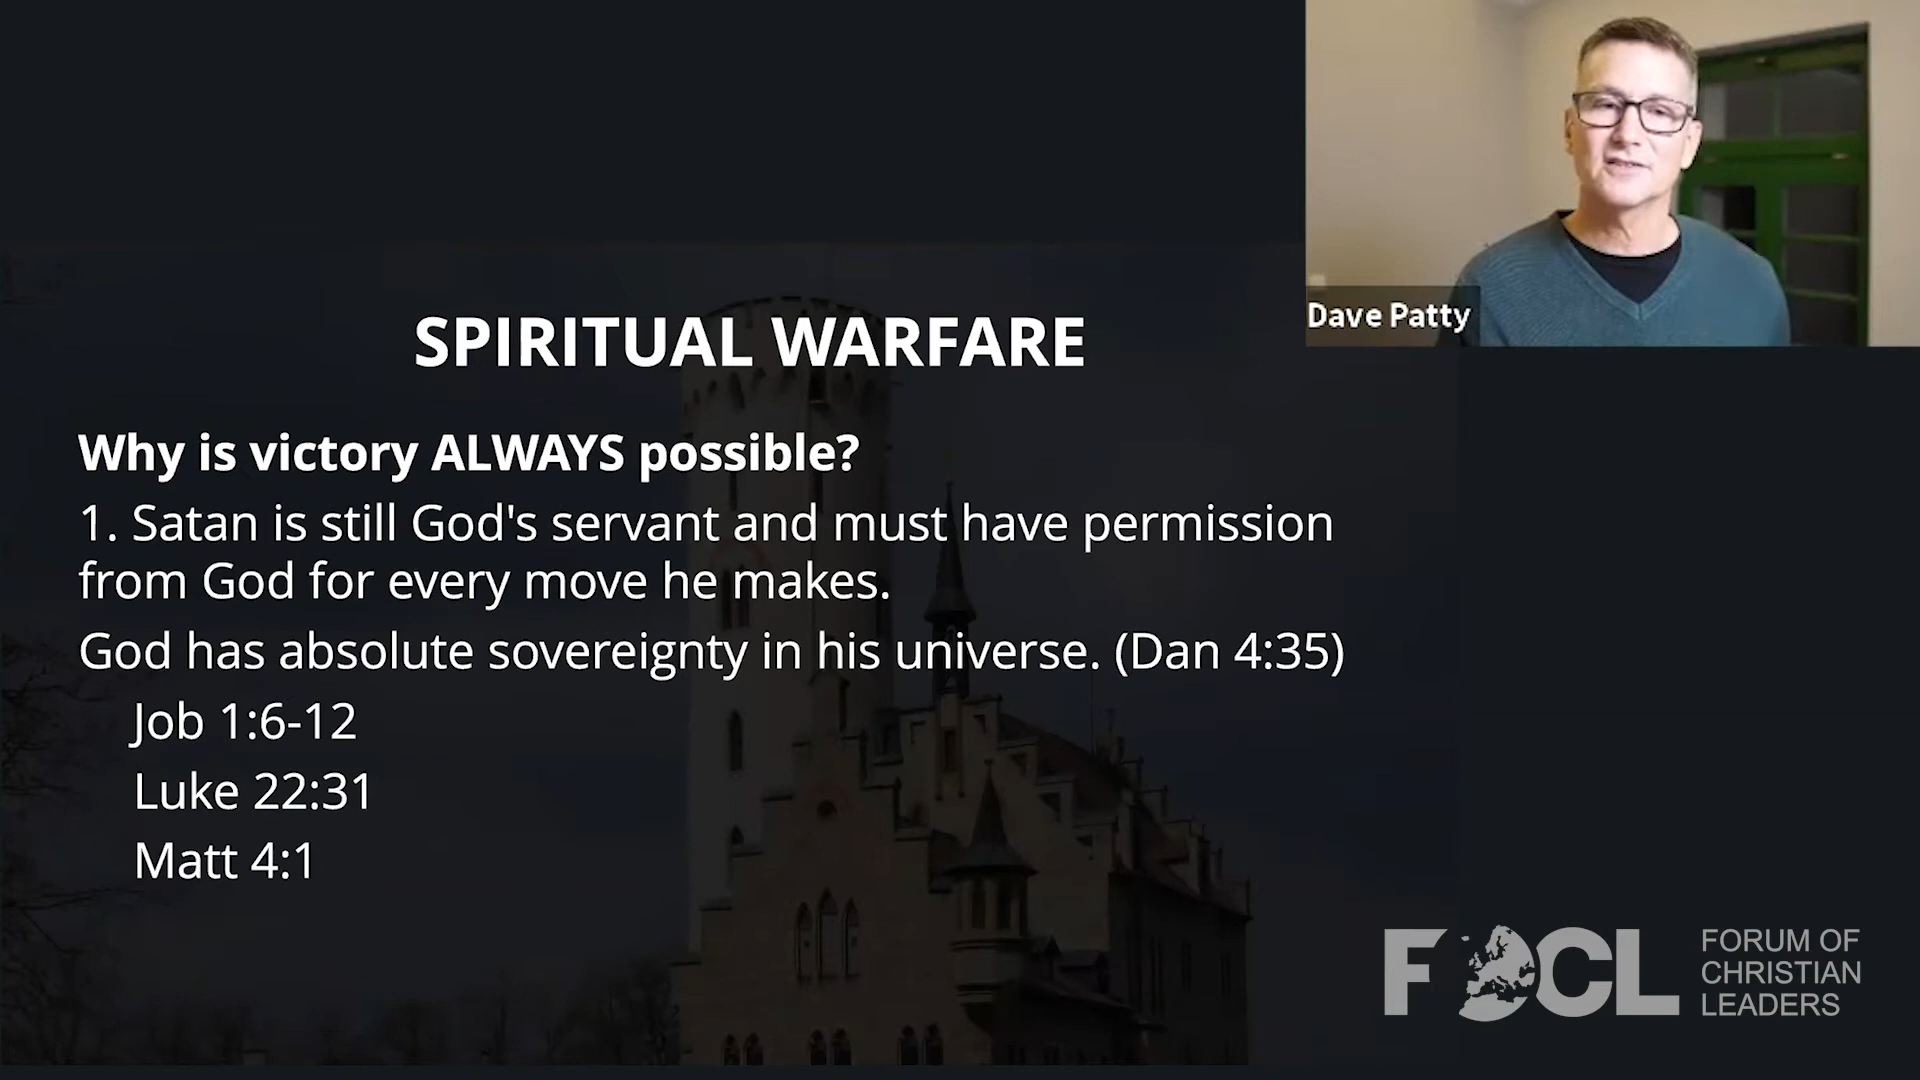 Dave Patty
SPIRITUAL WARFARE
Why is victory ALWAYS possible?
1. Satan is still God's servant and must have permission
from God for every move he makes.
God has absolute sovereignty in his universe. (Dan 4:35)
Job 1:6-12
Luke 22:31
Matt 4:1
FOCL
FORUM OF
CHRISTIAN
LEADERS